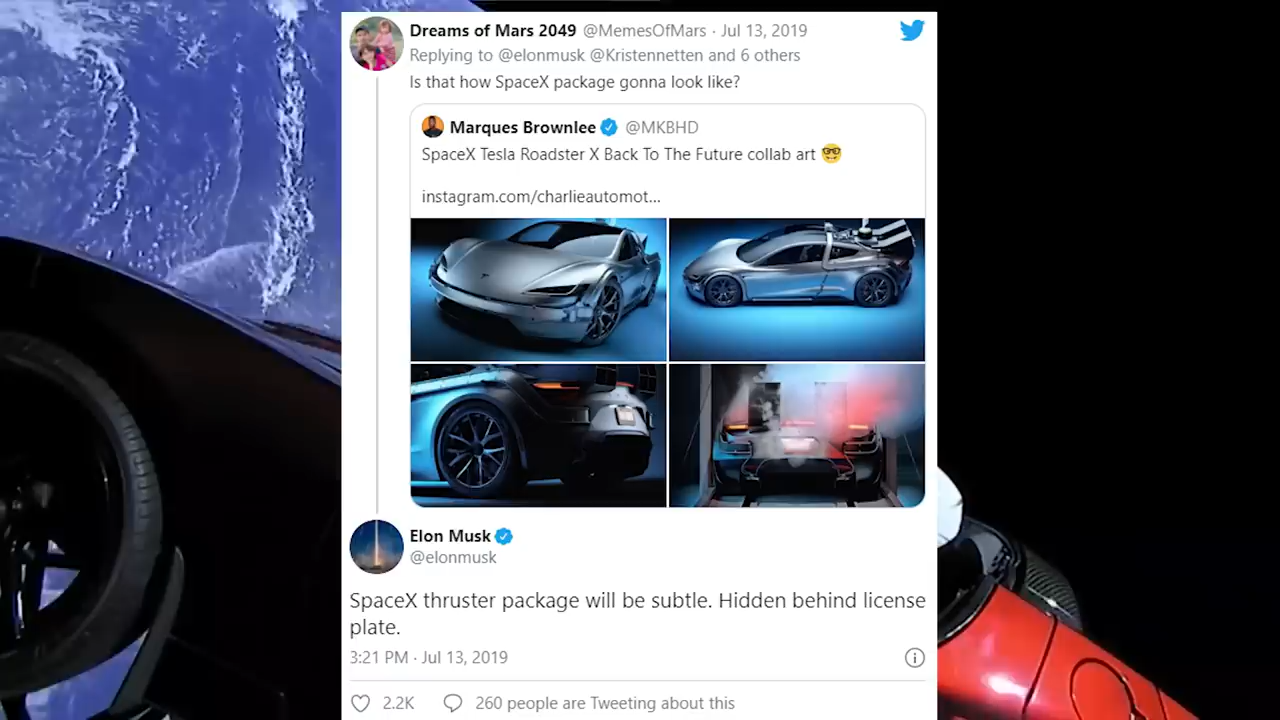 Dreams of Mars 2049 @MemesOfMars · Jul 13, 2019
Replying to @elonmusk @Kristennetten and 6 others
Is that how SpaceX package gonna look like?
Marques Brownlee @MKBHD
SpaceX Tesla Roadster X Back To The Future collab art 🤓
instagram.com/charlieautomot...
Elon Musk
@elonmusk
SpaceX thruster package will be subtle. Hidden behind license
plate.
3:21 PM · Jul 13, 2019
2.2K 260 people are Tweeting about this